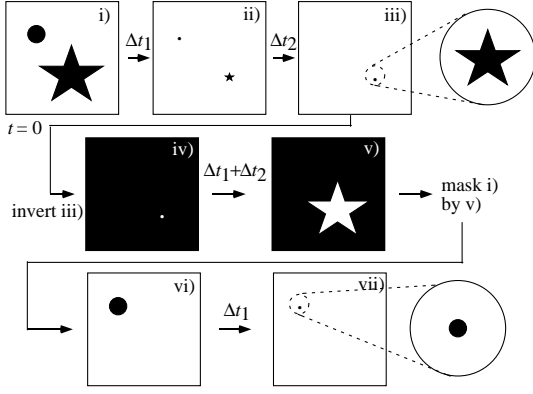 i)
Δt1
ii)
Δt2
iii)
t = 0
iv)
Δt1+Δt2
v)
invert iii)
mask i)
by v)
vi)
Δt1
vii)